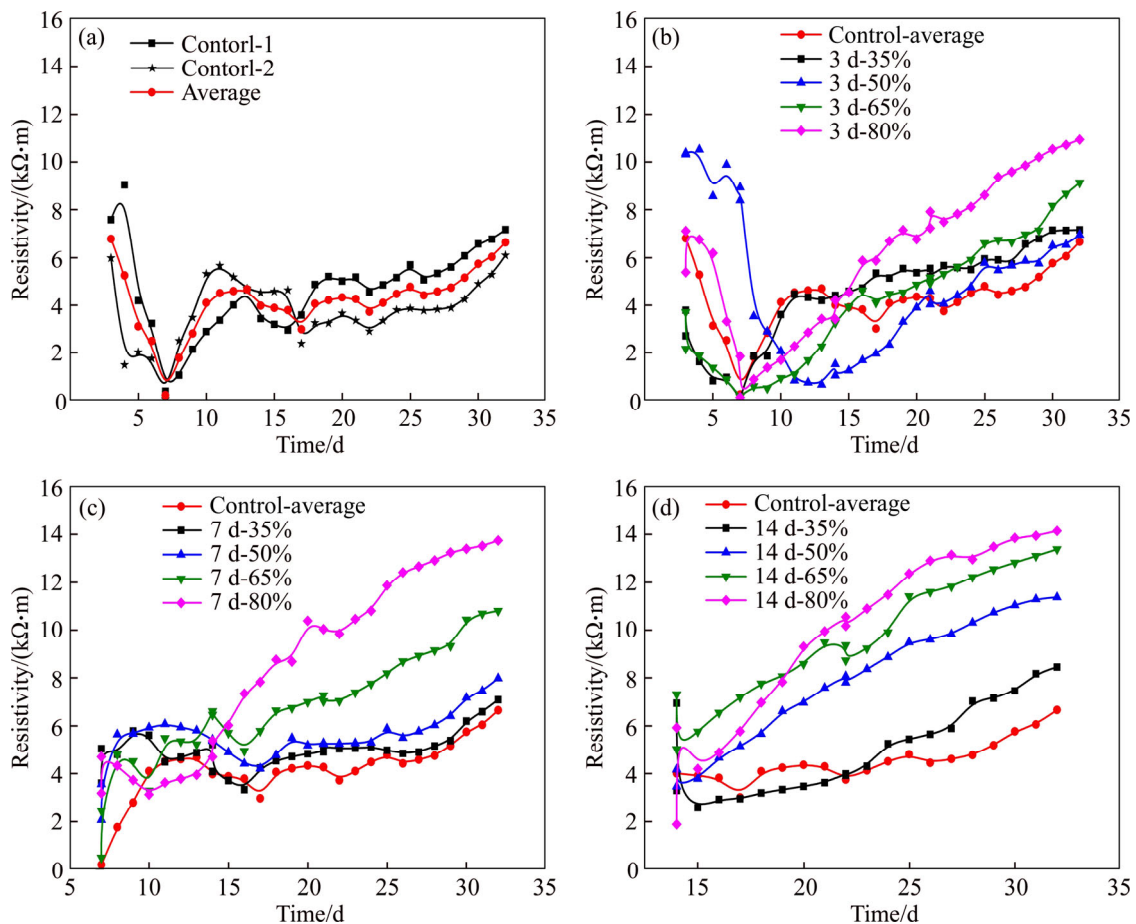 (a)
Contorl-1
Contorl-2
Average
Resistivity/(kΩ·m)
16
14
12
10
8
6
4
2
0
0 5 10 15 20 25 30 35
Time/d
(b)
Control-average
3 d-35%
3 d-50%
3 d-65%
3 d-80%
Resistivity/(kΩ·m)
16
14
12
10
8
6
4
2
0
0 5 10 15 20 25 30 35
Time/d
(c)
Control-average
7 d-35%
7 d-50%
7 d-65%
7 d-80%
Resistivity/(kΩ·m)
16
14
12
10
8
6
4
2
0
5 10 15 20 25 30 35
Time/d
(d)
Control-average
14 d-35%
14 d-50%
14 d-65%
14 d-80%
Resistivity/(kΩ·m)
16
14
12
10
8
6
4
2
0
15 20 25 30 35
Time/d